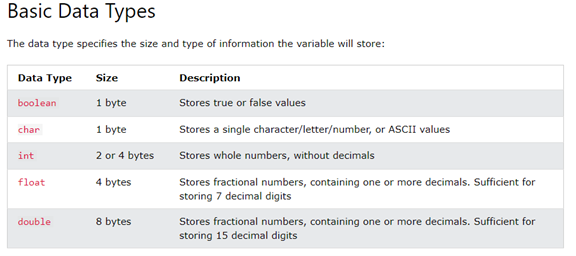 Basic Data Types
The data type specifies the size and type of information the variable will store:
Data Type Size Description
boolean 1 byte Stores true or false values
char 1 byte Stores a single character/letter/number, or ASCII values
int 2 or 4 bytes Stores whole numbers, without decimals
float 4 bytes Stores fractional numbers, containing one or more decimals. Sufficient for
storing 7 decimal digits
double 8 bytes Stores fractional numbers, containing one or more decimals. Sufficient for
storing 15 decimal digits